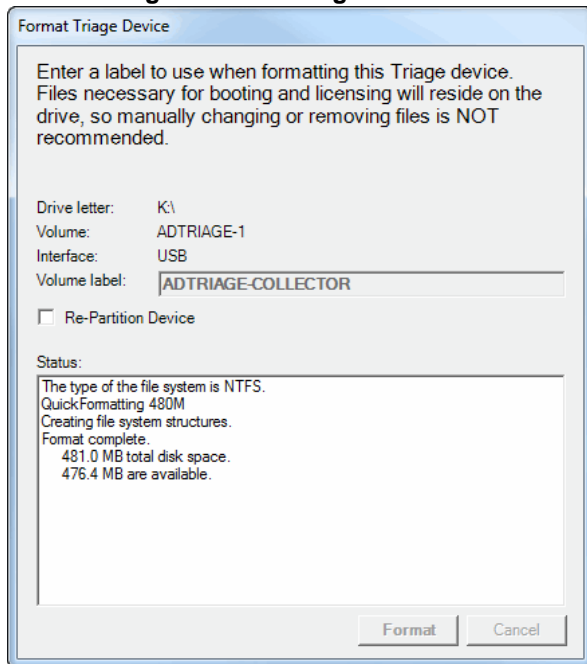 Format Triage Device
Enter a label to use when formatting this Triage device.
Files necessary for booting and licensing will reside on the
drive, so manually changing or removing files is NOT
recommended.
Drive letter: K:\
Volume: ADTRIAGE-1
Interface: USB
Volume label: ADTRIAGE-COLLECTOR
Re-Partition Device
Status:
The type of the file system is NTFS.
QuickFormatting 480M
Creating file system structures.
Format complete.
481.0 MB total disk space.
476.4 MB are available.
Format Cancel